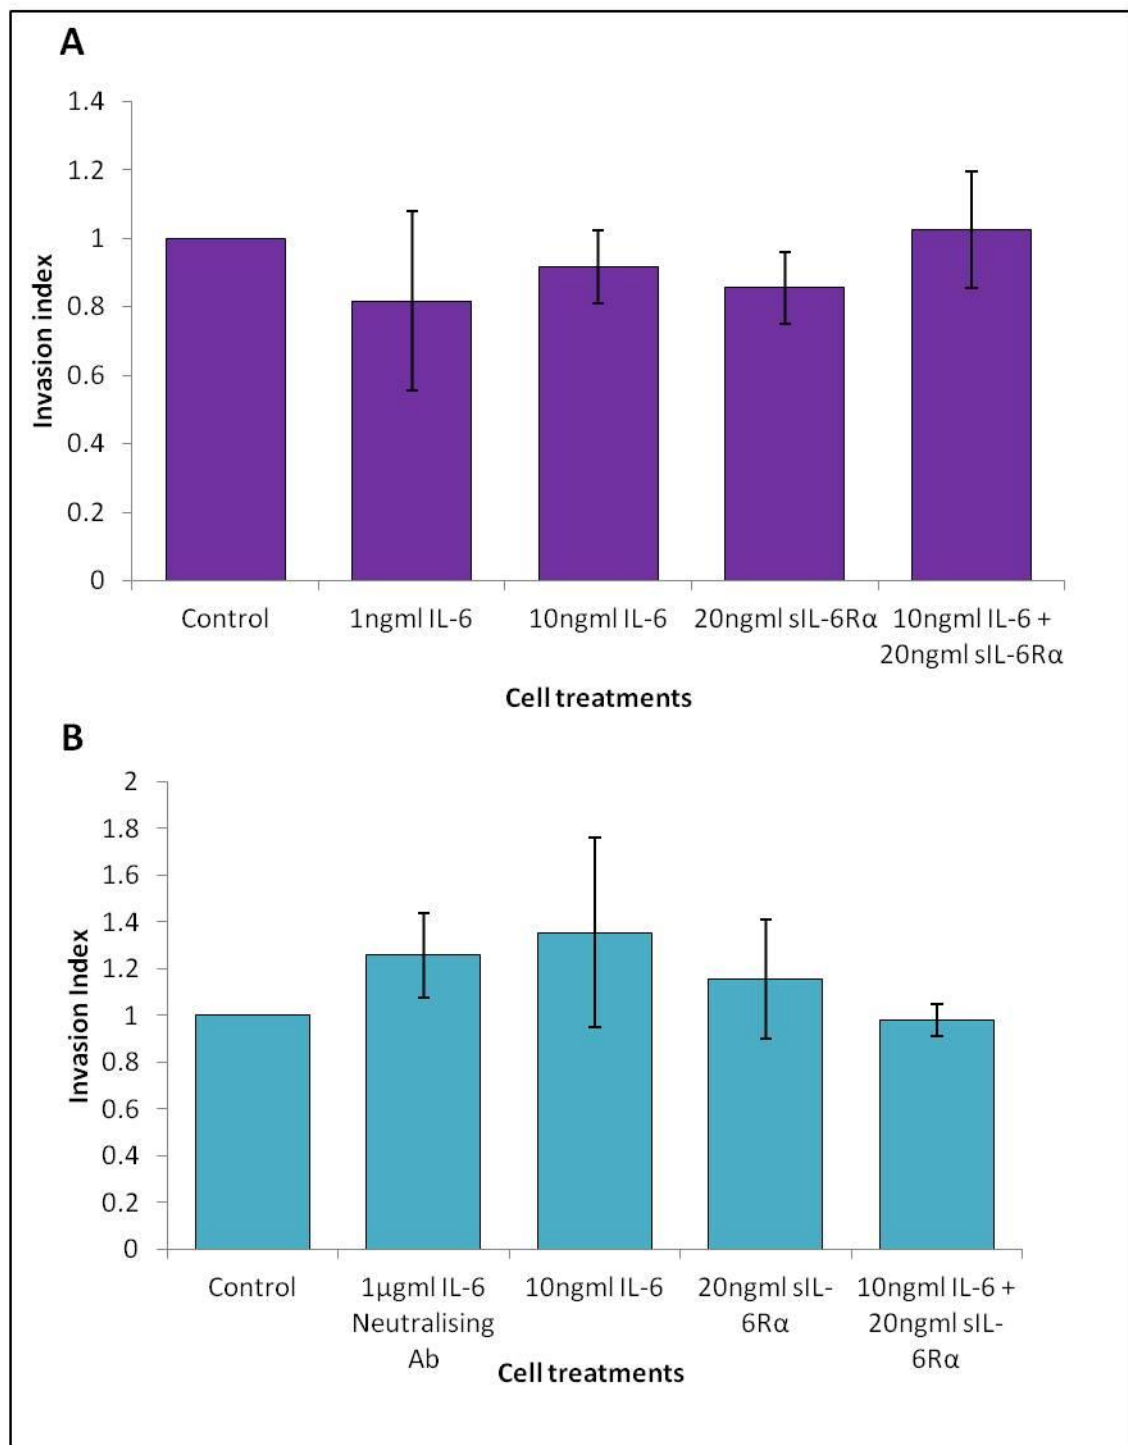 A
1.4
1.2
1
0.8
0.6
0.4
0.2
0
Invasion index
Control
1ngml IL-6
10ngml IL-6
20ngml sIL-6Rα
10ngml IL-6 +
20ngml sIL-6Rα
Cell treatments
B
2
1.8
1.6
1.4
1.2
1
0.8
0.6
0.4
0.2
0
Invasion Index
Control
1µgml IL-6
Neutralising
Ab
10ngml IL-6
20ngml sIL-
6Rα
10ngml IL-6 +
20ngml sIL-
6Rα
Cell treatments